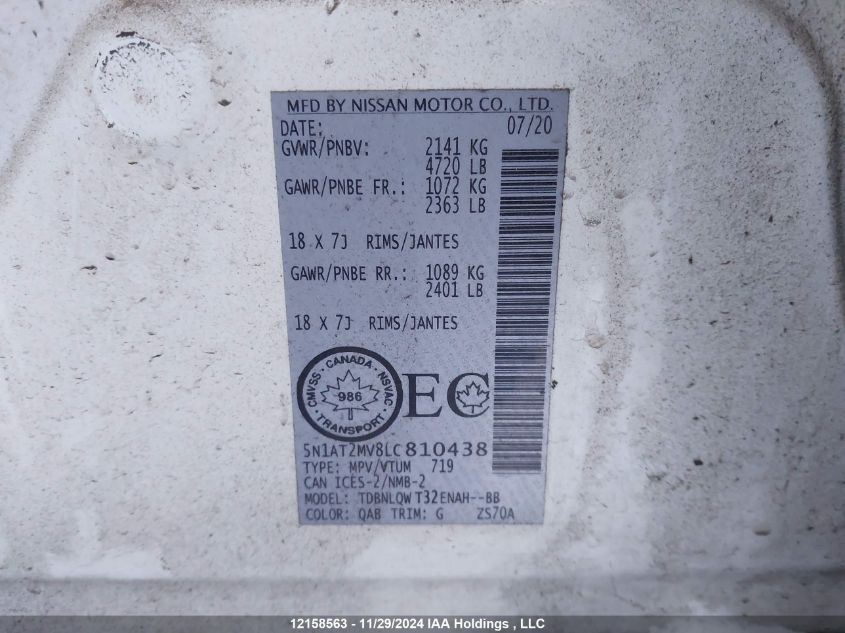 MFD BY NISSAN MOTOR CO., LTD.
DATE: 07/20
GVWR/PNBV: 2141 KG
4720 LB
GAWR/PNBE FR.: 1072 KG
2363 LB
18 X 7J RIMS/JANTES
GAWR/PNBE RR.: 1089 KG
2401 LB
18 X 7J RIMS/JANTES
CMVSS · CANADA · NSVAC · TRANSPORT ·
986
EC
5N1AT2MV8LC810438
TYPE: MPV/VTUM 719
CAN ICES-2/NMB-2
MODEL: TDBNLQW T32ENAH--BB
COLOR: QAB TRIM: G ZS70A
12158563 - 11/29/2024 IAA Holdings , LLC